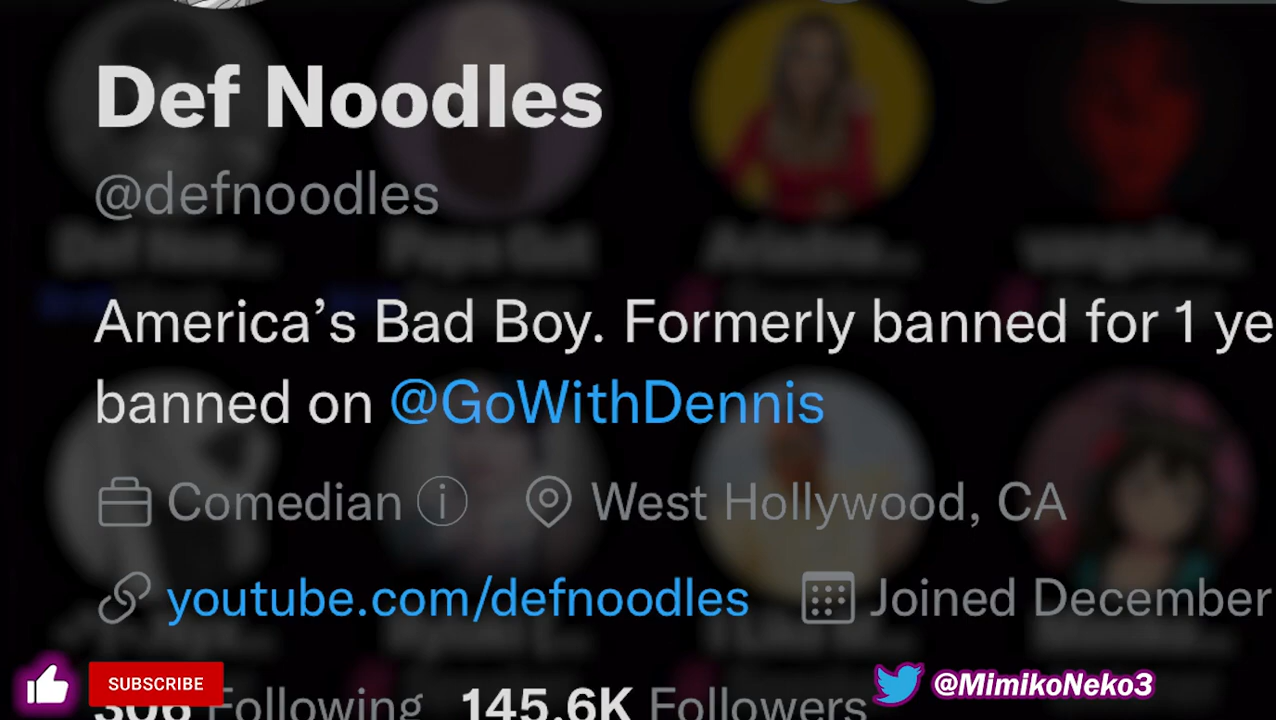 Def Noodles
@defnoodles
America’s Bad Boy. Formerly banned for 1 ye
banned on @GoWithDennis
Comedian
West Hollywood, CA
youtube.com/defnoodles
Joined December
306 Following 145.6K Followers
SUBSCRIBE
@MimikoNeko3